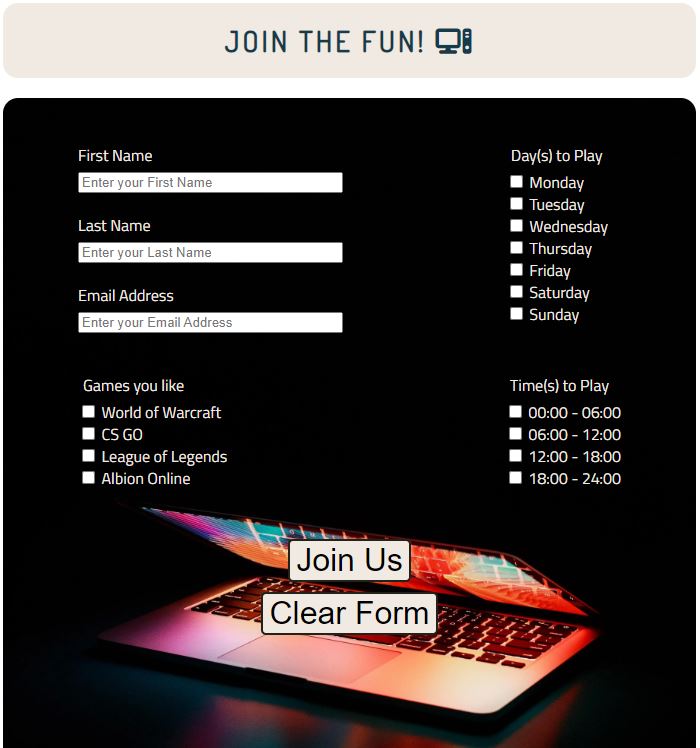 JOIN THE FUN!
First Name
Enter your First Name
Last Name
Enter your Last Name
Email Address
Enter your Email Address
Day(s) to Play
Monday
Tuesday
Wednesday
Thursday
Friday
Saturday
Sunday
Games you like
World of Warcraft
CS GO
League of Legends
Albion Online
Time(s) to Play
00:00 - 06:00
06:00 - 12:00
12:00 - 18:00
18:00 - 24:00
Join Us
Clear Form